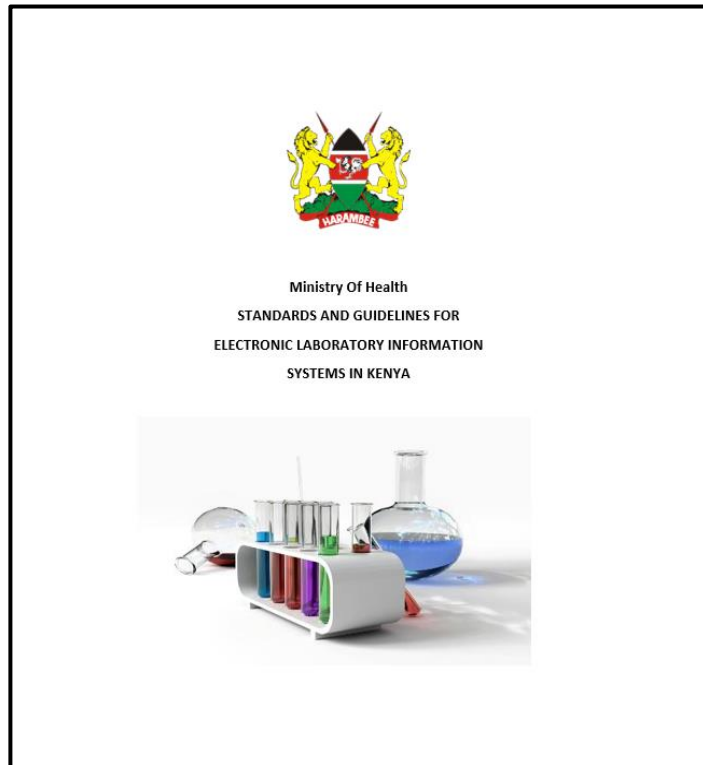 HARAMBEE
Ministry Of Health
STANDARDS AND GUIDELINES FOR
ELECTRONIC LABORATORY INFORMATION
SYSTEMS IN KENYA